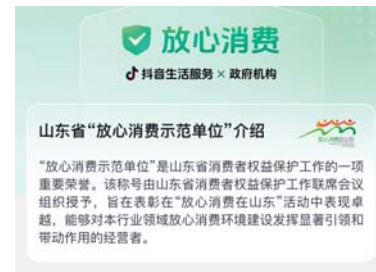 放心消费
抖音生活服务 × 政府机构
山东省“放心消费示范单位”介绍
“放心消费示范单位”是山东省消费者权益保护工作的一项
重要荣誉。该称号由山东省消费者权益保护工作联席会议
组织授予，旨在表彰在“放心消费在山东”活动中表现卓
越，能够对本行业领域放心消费环境建设发挥显著引领和
带动作用的经营者。